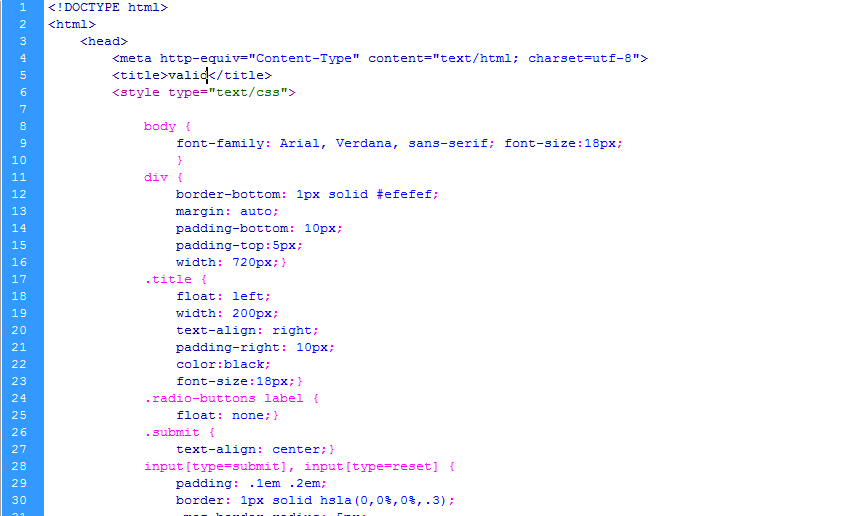 1 <!DOCTYPE html>
2 <html>
3 <head>
4 <meta http-equiv="Content-Type" content="text/html; charset=utf-8">
5 <title>valid</title>
6 <style type="text/css">
7
8 body {
9 font-family: Arial, Verdana, sans-serif; font-size:18px;
10 }
11 div {
12 border-bottom: 1px solid #efefef;
13 margin: auto;
14 padding-bottom: 10px;
15 padding-top:5px;
16 width: 720px;}
17 .title {
18 float: left;
19 width: 200px;
20 text-align: right;
21 padding-right: 10px;
22 color:black;
23 font-size:18px;}
24 .radio-buttons label {
25 float: none;}
26 .submit {
27 text-align: center;}
28 input[type=submit], input[type=reset] {
29 padding: .1em .2em;
30 border: 1px solid hsla(0,0%,0%,.3);